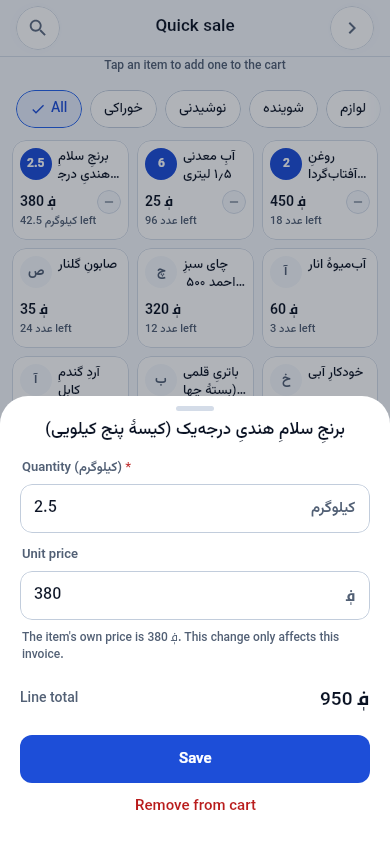 Quick sale
Tap an item to add one to the cart
All
خوراکی
نوشیدنی
شوینده
لوازم
2.5
برنجِ سلامِ
هندیِ درجـ...
380 ؋
42.5 کیلوگرم left
6
آبِ معدنی
۱٫۵ لیتری
25 ؋
96 عدد left
2
روغنِ
آفتاب‌گردا...
450 ؋
18 عدد left
ص
صابونِ گلنار
35 ؋
24 عدد left
چ
چای سبزِ
احمد ۵۰۰...
320 ؋
12 عدد left
آ
آب‌میوهٔ انار
60 ؋
3 عدد left
آ
آردِ گندمِ
کابل
ب
باتریِ قلمی
(بستهٔ چها...
خ
خودکارِ آبی
برنجِ سلامِ هندیِ درجه‌یک (کیسهٔ پنج کیلویی)
Quantity (کیلوگرم) *
2.5
کیلوگرم
Unit price
380
؋
The item's own price is 380 ؋. This change only affects this
invoice.
Line total
950 ؋
Save
Remove from cart